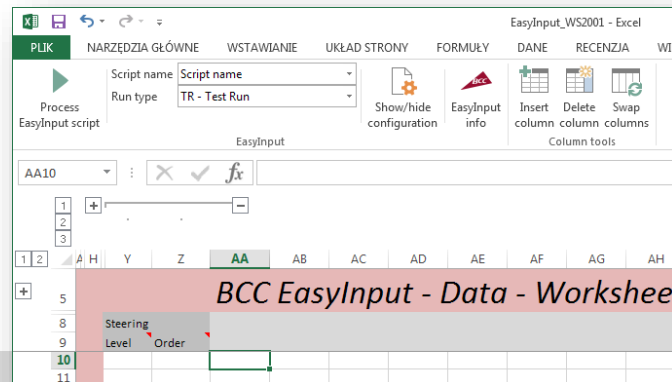 EasyInput_WS2001 - Excel
PLIK NARZĘDZIA GŁÓWNE WSTAWIANIE UKŁAD STRONY FORMUŁY DANE RECENZJA WI
Script name Script name
Run type TR - Test Run
Process EasyInput script
Show/hide configuration
BCC
EasyInput info
Insert column
Delete column
Swap columns
EasyInput Column tools
AA10 fx
1
2
3
1 2 A H Y Z AA AB AC AD AE AF AG AH
5 BCC EasyInput - Data - Workshee
8 Steering
9 Level Order
10
11